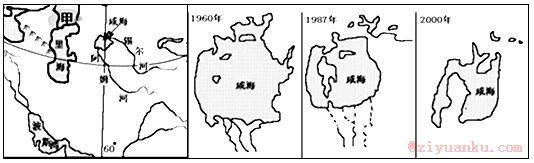 甲
里海
咸海
锡尔河
阿姆河
波斯湾
60°
1960年
咸海
1987年
咸海
2000年
咸海
@ziyuanku.com